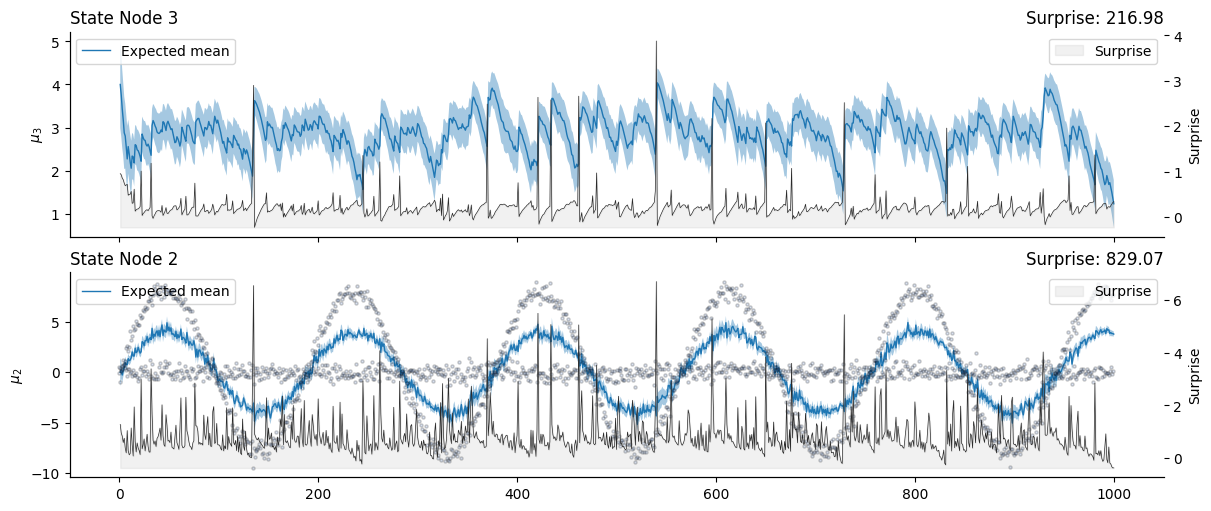 State Node 3
Surprise: 216.98
Expected mean
Surprise
5
4
3
2
1
μ3
4
3
2
1
0
Surprise
State Node 2
Surprise: 829.07
Expected mean
Surprise
5
0
−5
−10
μ2
6
4
2
0
Surprise
0
200
400
600
800
1000